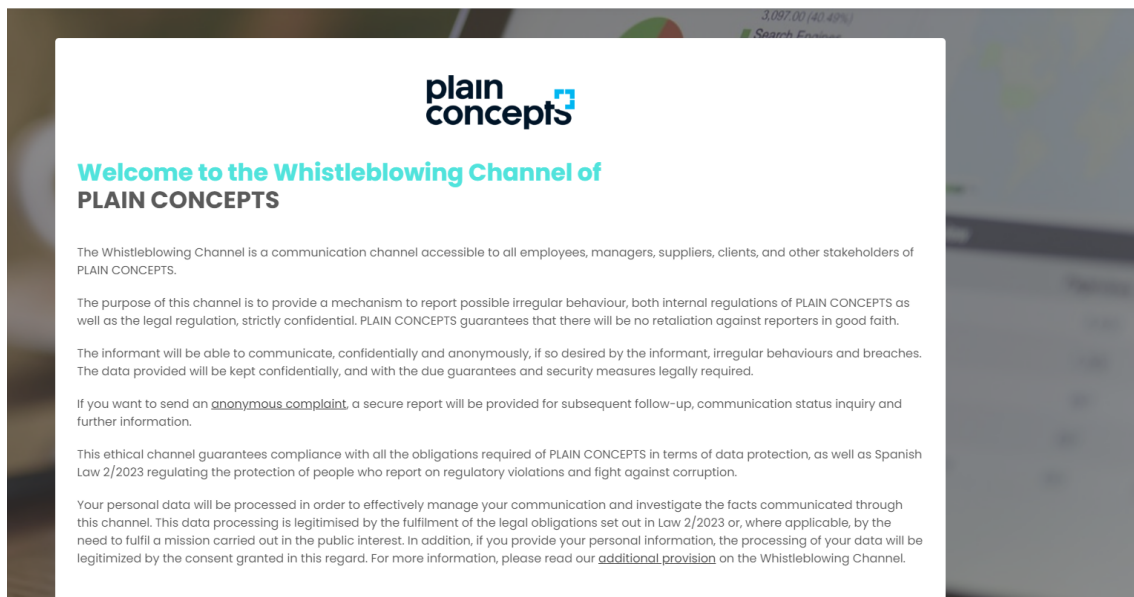 3,097.00 (40.49%)
Search Engines
plain
concepts
Welcome to the Whistleblowing Channel of
PLAIN CONCEPTS
The Whistleblowing Channel is a communication channel accessible to all employees, managers, suppliers, clients, and other stakeholders of
PLAIN CONCEPTS.
The purpose of this channel is to provide a mechanism to report possible irregular behaviour, both internal regulations of PLAIN CONCEPTS as
well as the legal regulation, strictly confidential. PLAIN CONCEPTS guarantees that there will be no retaliation against reporters in good faith.
The informant will be able to communicate, confidentially and anonymously, if so desired by the informant, irregular behaviours and breaches.
The data provided will be kept confidentially, and with the due guarantees and security measures legally required.
If you want to send an anonymous complaint, a secure report will be provided for subsequent follow-up, communication status inquiry and
further information.
This ethical channel guarantees compliance with all the obligations required of PLAIN CONCEPTS in terms of data protection, as well as Spanish
Law 2/2023 regulating the protection of people who report on regulatory violations and fight against corruption.
Your personal data will be processed in order to effectively manage your communication and investigate the facts communicated through
this channel. This data processing is legitimised by the fulfilment of the legal obligations set out in Law 2/2023 or, where applicable, by the
need to fulfil a mission carried out in the public interest. In addition, if you provide your personal information, the processing of your data will be
legitimized by the consent granted in this regard. For more information, please read our additional provision on the Whistleblowing Channel.